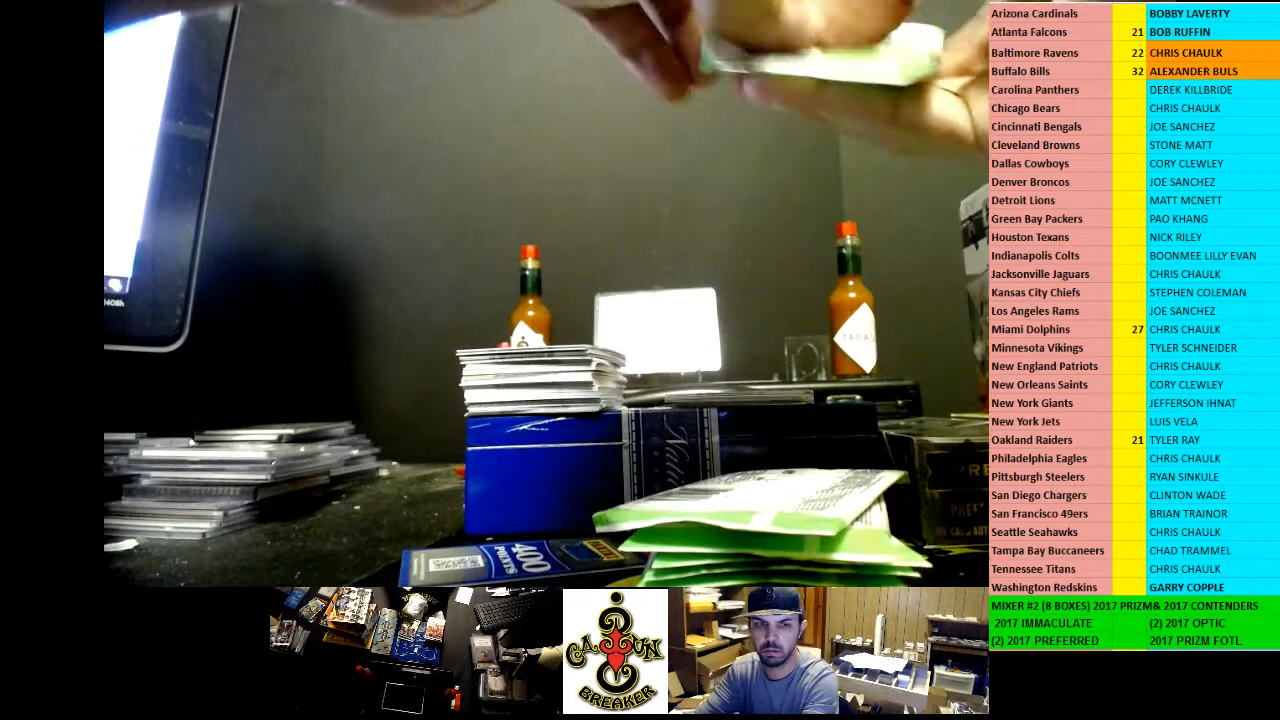 Arizona Cardinals BOBBY LAVERTY
Atlanta Falcons 21 BOB RUFFIN
Baltimore Ravens 22 CHRIS CHAULK
Buffalo Bills 32 ALEXANDER BULS
Carolina Panthers DEREK KILLBRIDE
Chicago Bears CHRIS CHAULK
Cincinnati Bengals JOE SANCHEZ
Cleveland Browns STONE MATT
Dallas Cowboys CORY CLEWLEY
Denver Broncos JOE SANCHEZ
Detroit Lions MATT MCNETT
Green Bay Packers PAO KHANG
Houston Texans NICK RILEY
Indianapolis Colts BOONMEE LILLY EVAN
Jacksonville Jaguars CHRIS CHAULK
Kansas City Chiefs STEPHEN COLEMAN
Los Angeles Rams JOE SANCHEZ
Miami Dolphins 27 CHRIS CHAULK
Minnesota Vikings TYLER SCHNEIDER
New England Patriots CHRIS CHAULK
New Orleans Saints CORY CLEWLEY
New York Giants JEFFERSON IHNAT
New York Jets LUIS VELA
Oakland Raiders 21 TYLER RAY
Philadelphia Eagles CHRIS CHAULK
Pittsburgh Steelers RYAN SINKULE
San Diego Chargers CLINTON WADE
San Francisco 49ers BRIAN TRAINOR
Seattle Seahawks CHRIS CHAULK
Tampa Bay Buccaneers CHAD TRAMMEL
Tennessee Titans CHRIS CHAULK
Washington Redskins GARRY COPPLE
MIXER #2 (8 BOXES) 2017 PRIZM& 2017 CONTENDERS
2017 IMMACULATE (2) 2017 OPTIC
(2) 2017 PREFERRED 2017 PRIZM FOTL
400
POINTS
CAJUN
BREAKER